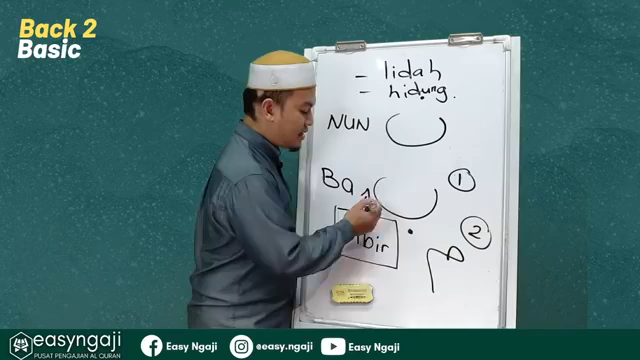 Back 2
Basic
- lidah
= hidung.
NUN
Ba
1
2
easyngaji
PUSAT PENGAJIAN AL QURAN
Easy Ngaji
@easy.ngaji
Easy Ngaji